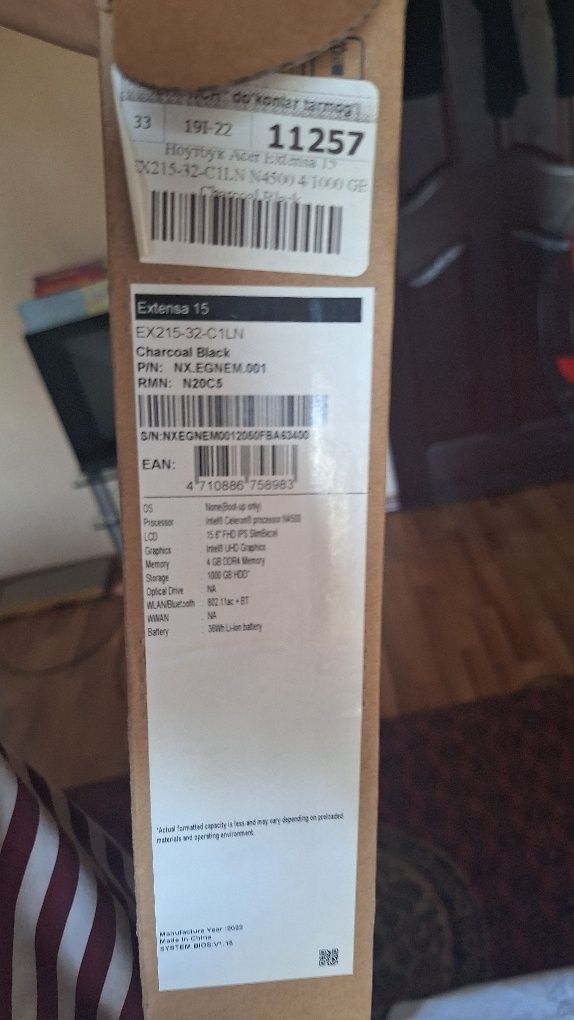 do'konlar tarmog'i
33 19I-22 11257
Ноутбук Acer Extensa 15
EX215-32-C1LN N4500 4/1000 GB
Charcoal Black
Extensa 15
EX215-32-C1LN
Charcoal Black
P/N: NX.EGNEM.001
RMN: N20C5
S/N:NXEGNEM0012050FBA63400
EAN:
4 710886 758983
OS : None(Boot-up only)
Processor : Intel® Celeron® processor N4500
LCD : 15.6" FHD IPS SlimBezel
Graphics : Intel® UHD Graphics
Memory : 4 GB DDR4 Memory
Storage : 1000 GB HDD*
Optical Drive : NA
WLAN/Bluetooth : 802.11ac + BT
WWAN : NA
Battery : 36Wh Li-ion battery
*Actual formatted capacity is less and may vary depending on preloaded
materials and operating environment.
Manufacture Year :2022
Made In China
SYSTEM BIOS:V1.16